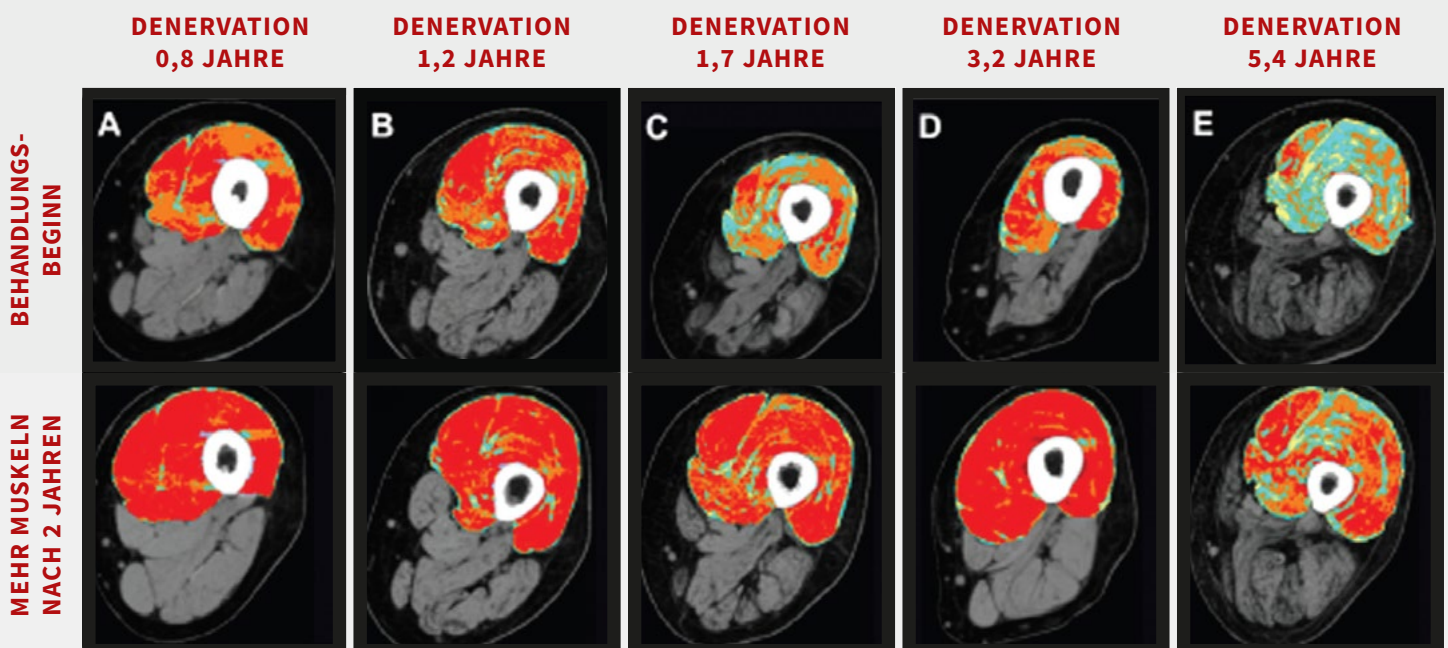 DENERVATION
0,8 JAHRE
DENERVATION
1,2 JAHRE
DENERVATION
1,7 JAHRE
DENERVATION
3,2 JAHRE
DENERVATION
5,4 JAHRE
BEHANDLUNGS-
BEGINN
A
B
C
D
E
MEHR MUSKELN
NACH 2 JAHREN